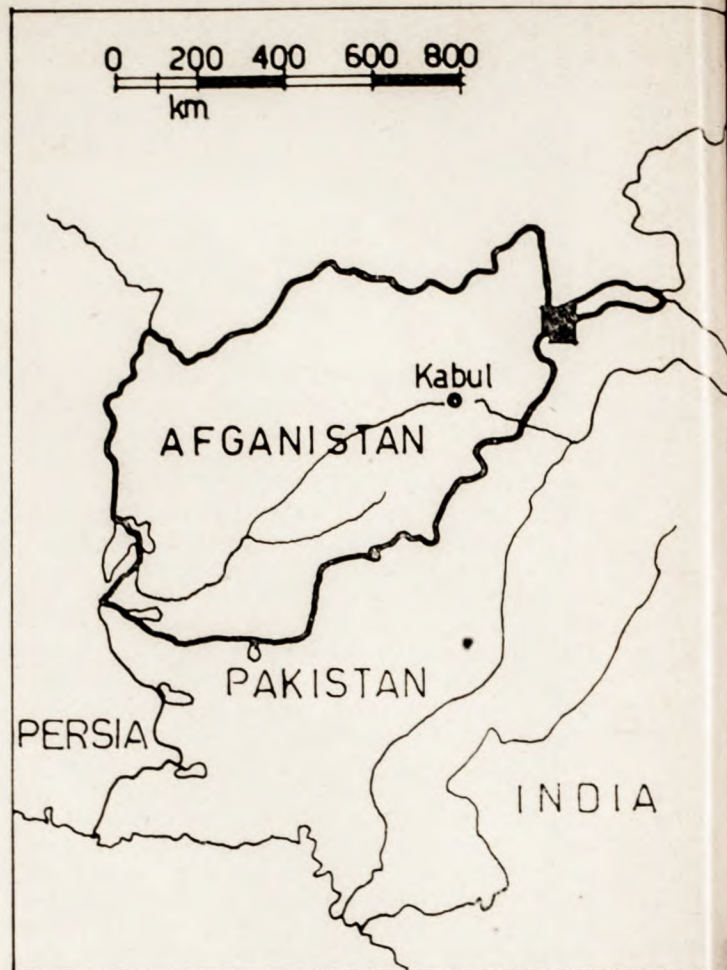 0 200 400 600 800
km
Kabul
AFGANISTAN
PAKISTAN
PERSIA
INDIA